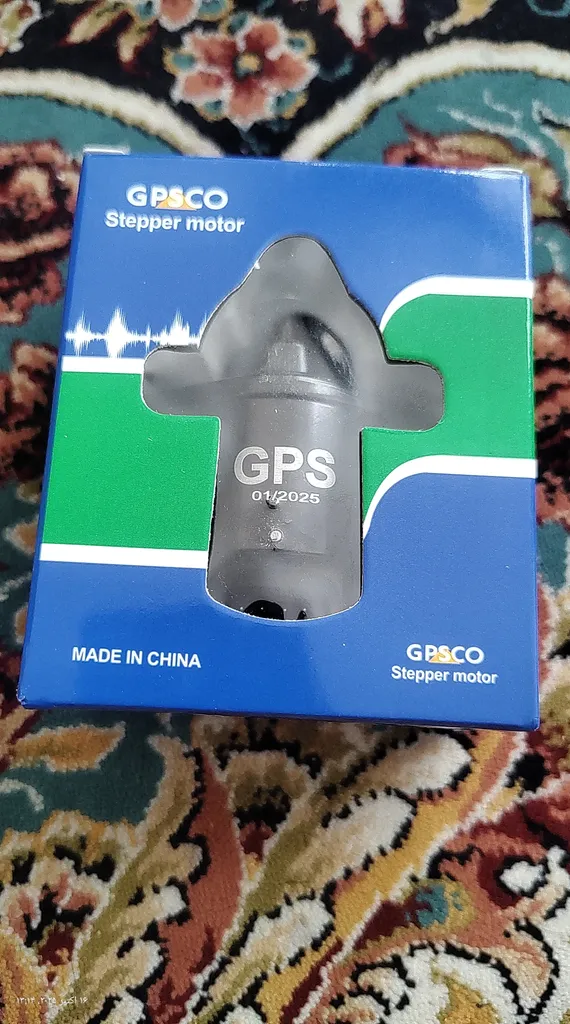 GPSCO
Stepper motor
GPS
01/2025
MADE IN CHINA
GPSCO
Stepper motor